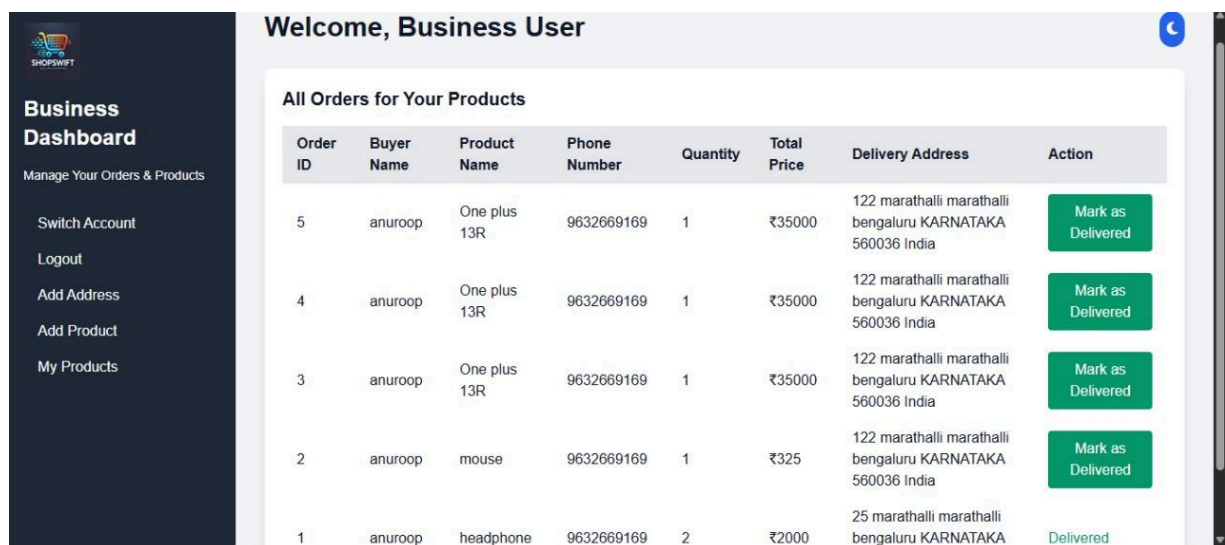 SHOPSWIFT
Business
Dashboard
Manage Your Orders & Products
Switch Account
Logout
Add Address
Add Product
My Products
Welcome, Business User
All Orders for Your Products
Order ID Buyer Name Product Name Phone Number Quantity Total Price Delivery Address Action
5 anuroop One plus 13R 9632669169 1 ₹35000 122 marathalli marathalli bengaluru KARNATAKA 560036 India Mark as Delivered
4 anuroop One plus 13R 9632669169 1 ₹35000 122 marathalli marathalli bengaluru KARNATAKA 560036 India Mark as Delivered
3 anuroop One plus 13R 9632669169 1 ₹35000 122 marathalli marathalli bengaluru KARNATAKA 560036 India Mark as Delivered
2 anuroop mouse 9632669169 1 ₹325 122 marathalli marathalli bengaluru KARNATAKA 560036 India Mark as Delivered
1 anuroop headphone 9632669169 2 ₹2000 25 marathalli marathalli bengaluru KARNATAKA Delivered